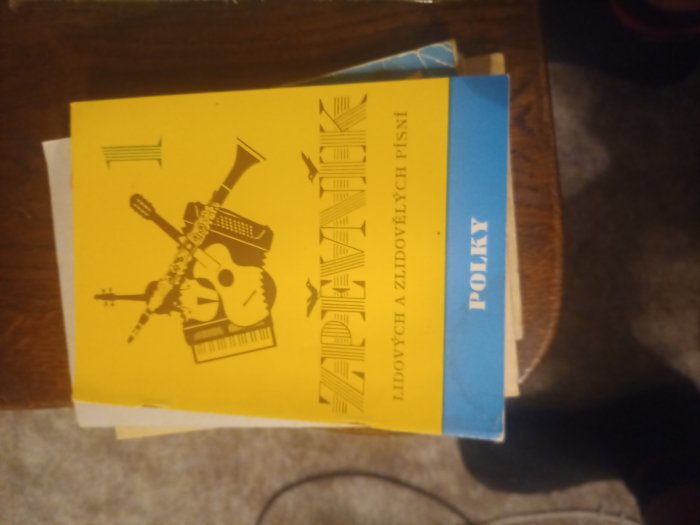 1
ZPĚVNÍK
LIDOVÝCH A ZLIDOVĚLÝCH PÍSNÍ
POLKY